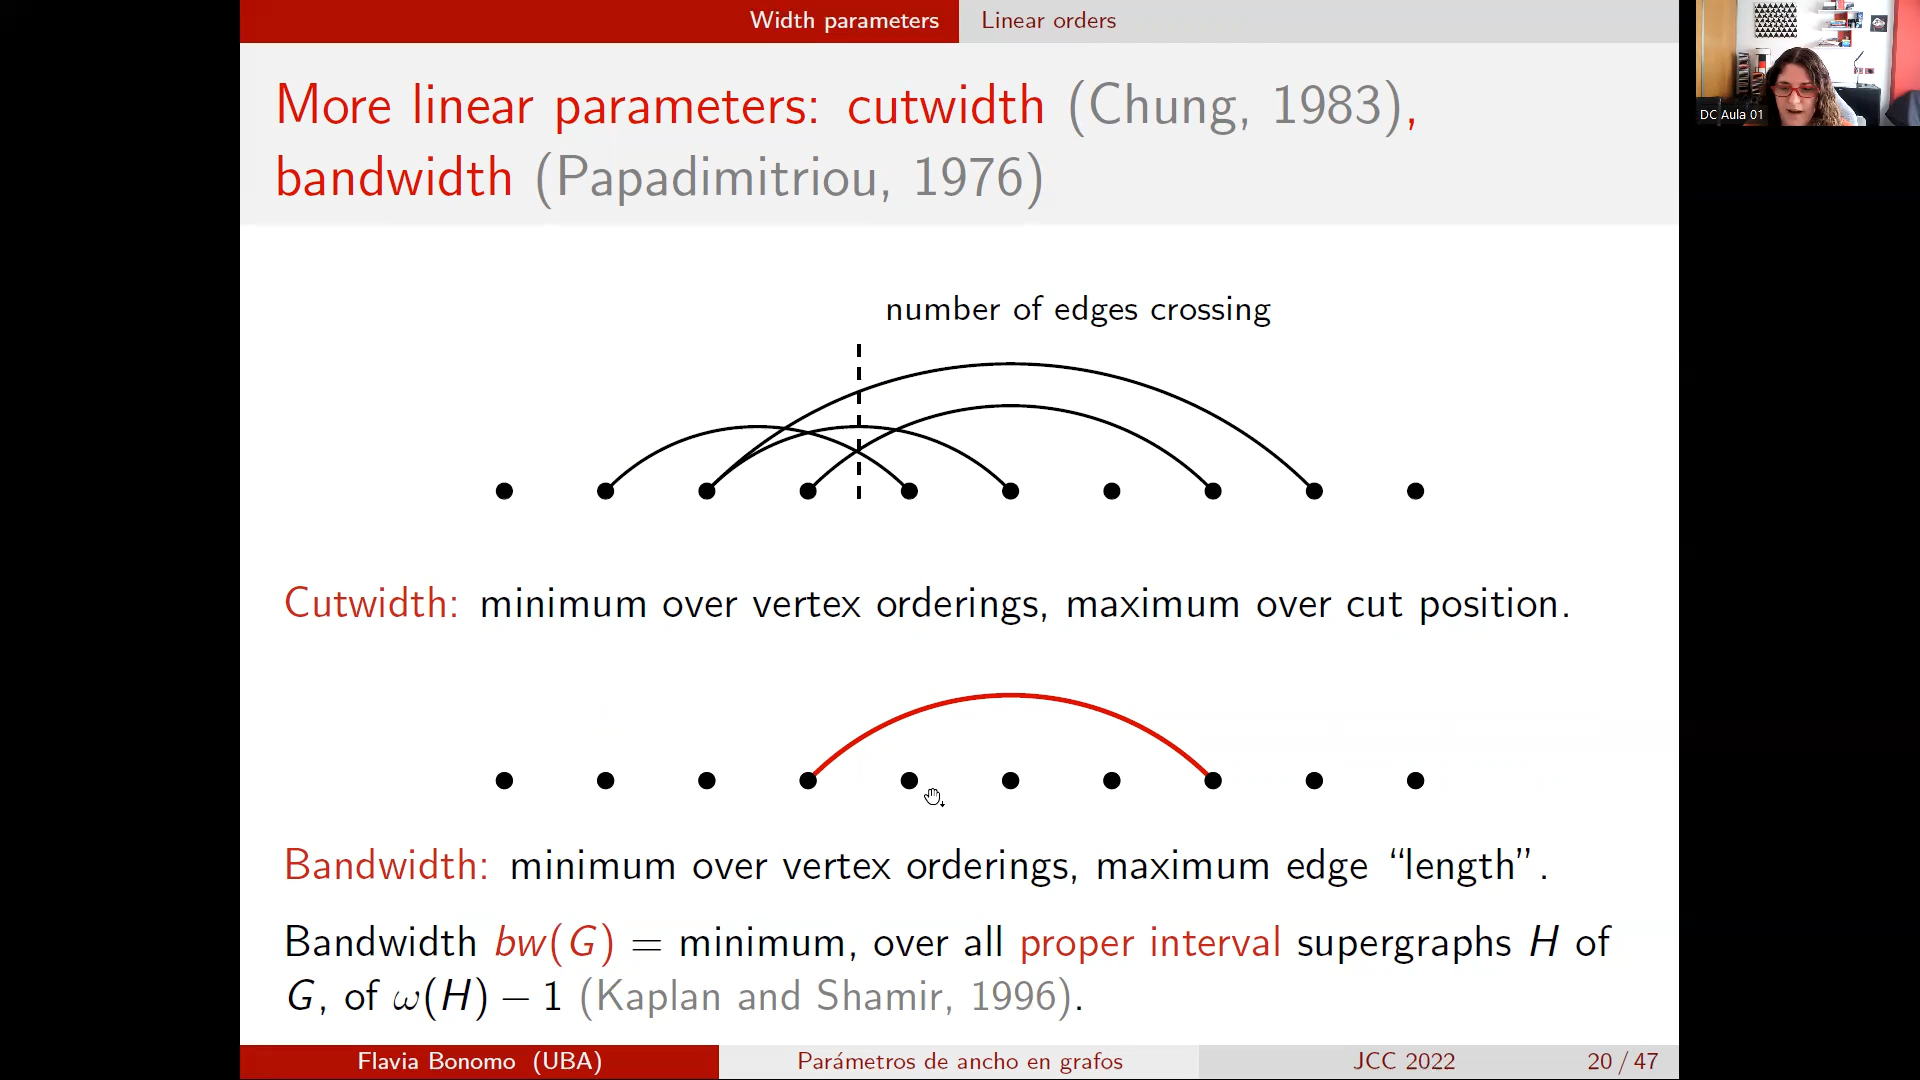 Width parameters Linear orders
More linear parameters: cutwidth (Chung, 1983),
bandwidth (Papadimitriou, 1976)
DC Aula 01
number of edges crossing
Cutwidth: minimum over vertex orderings, maximum over cut position.
Bandwidth: minimum over vertex orderings, maximum edge “length”.
Bandwidth bw(G) = minimum, over all proper interval supergraphs H of
G, of ω(H) − 1 (Kaplan and Shamir, 1996).
Flavia Bonomo (UBA) Parámetros de ancho en grafos JCC 2022 20 / 47